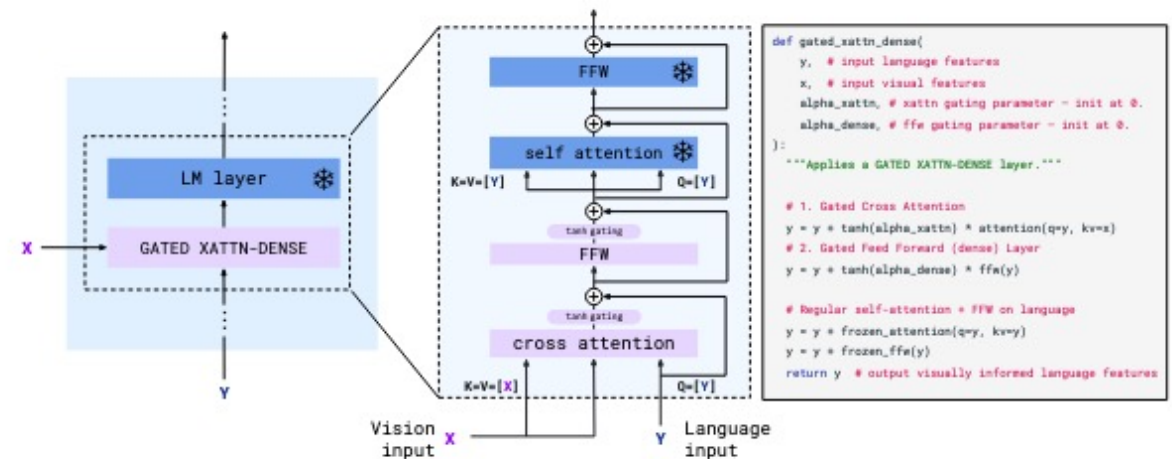 LM layer
X
GATED XATTN-DENSE
Y
FFW
self attention
K=V=[Y]
Q=[Y]
tanh gating
FFW
tanh gating
cross attention
K=V=[X]
Q=[Y]
Vision
input
X
Y
Language
input
def gated_xattn_dense(
y, # input language features
x, # input visual features
alpha_xattn, # xattn gating parameter – init at 0.
alpha_dense, # ffw gating parameter – init at 0.
):
"""Applies a GATED XATTN-DENSE layer."""
# 1. Gated Cross Attention
y = y + tanh(alpha_xattn) * attention(q=y, kv=x)
# 2. Gated Feed Forward (dense) Layer
y = y + tanh(alpha_dense) * ffw(y)
# Regular self-attention + FFW on language
y = y + frozen_attention(q=y, kv=y)
y = y + frozen_ffw(y)
return y # output visually informed language features